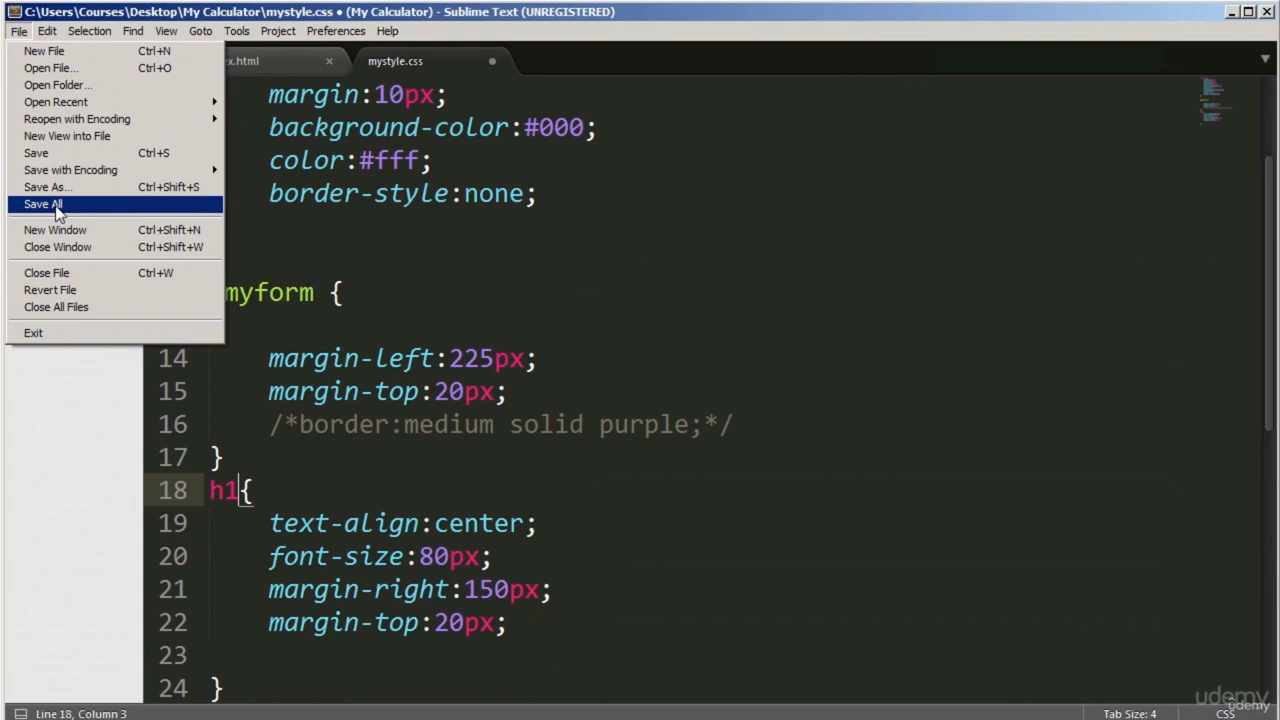 C:\Users\Courses\Desktop\My Calculator\mystyle.css • (My Calculator) - Sublime Text (UNREGISTERED)
File Edit Selection Find View Goto Tools Project Preferences Help
New File Ctrl+N
Open File... Ctrl+O
Open Folder...
Open Recent
Reopen with Encoding
New View into File
Save Ctrl+S
Save with Encoding
Save As... Ctrl+Shift+S
Save All
New Window Ctrl+Shift+N
Close Window Ctrl+Shift+W
Close File Ctrl+W
Revert File
Close All Files
Exit
ex.html × mystyle.css
margin:10px;
background-color:#000;
color:#fff;
border-style:none;
myform {
14 margin-left:225px;
15 margin-top:20px;
16 /*border:medium solid purple;*/
17 }
18 h1{
19 text-align:center;
20 font-size:80px;
21 margin-right:150px;
22 margin-top:20px;
23
24 }
Line 18, Column 3
Tab Size: 4
CSS
udemy
udemy